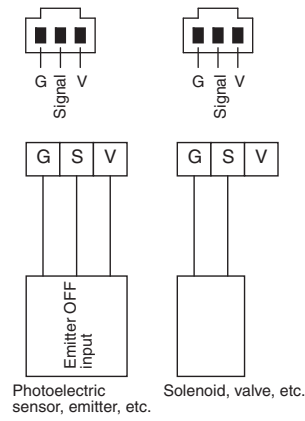 G Signal V
G Signal V
G S V
G S V
Emitter OFF
input
Photoelectric
sensor, emitter, etc.
Solenoid, valve, etc.